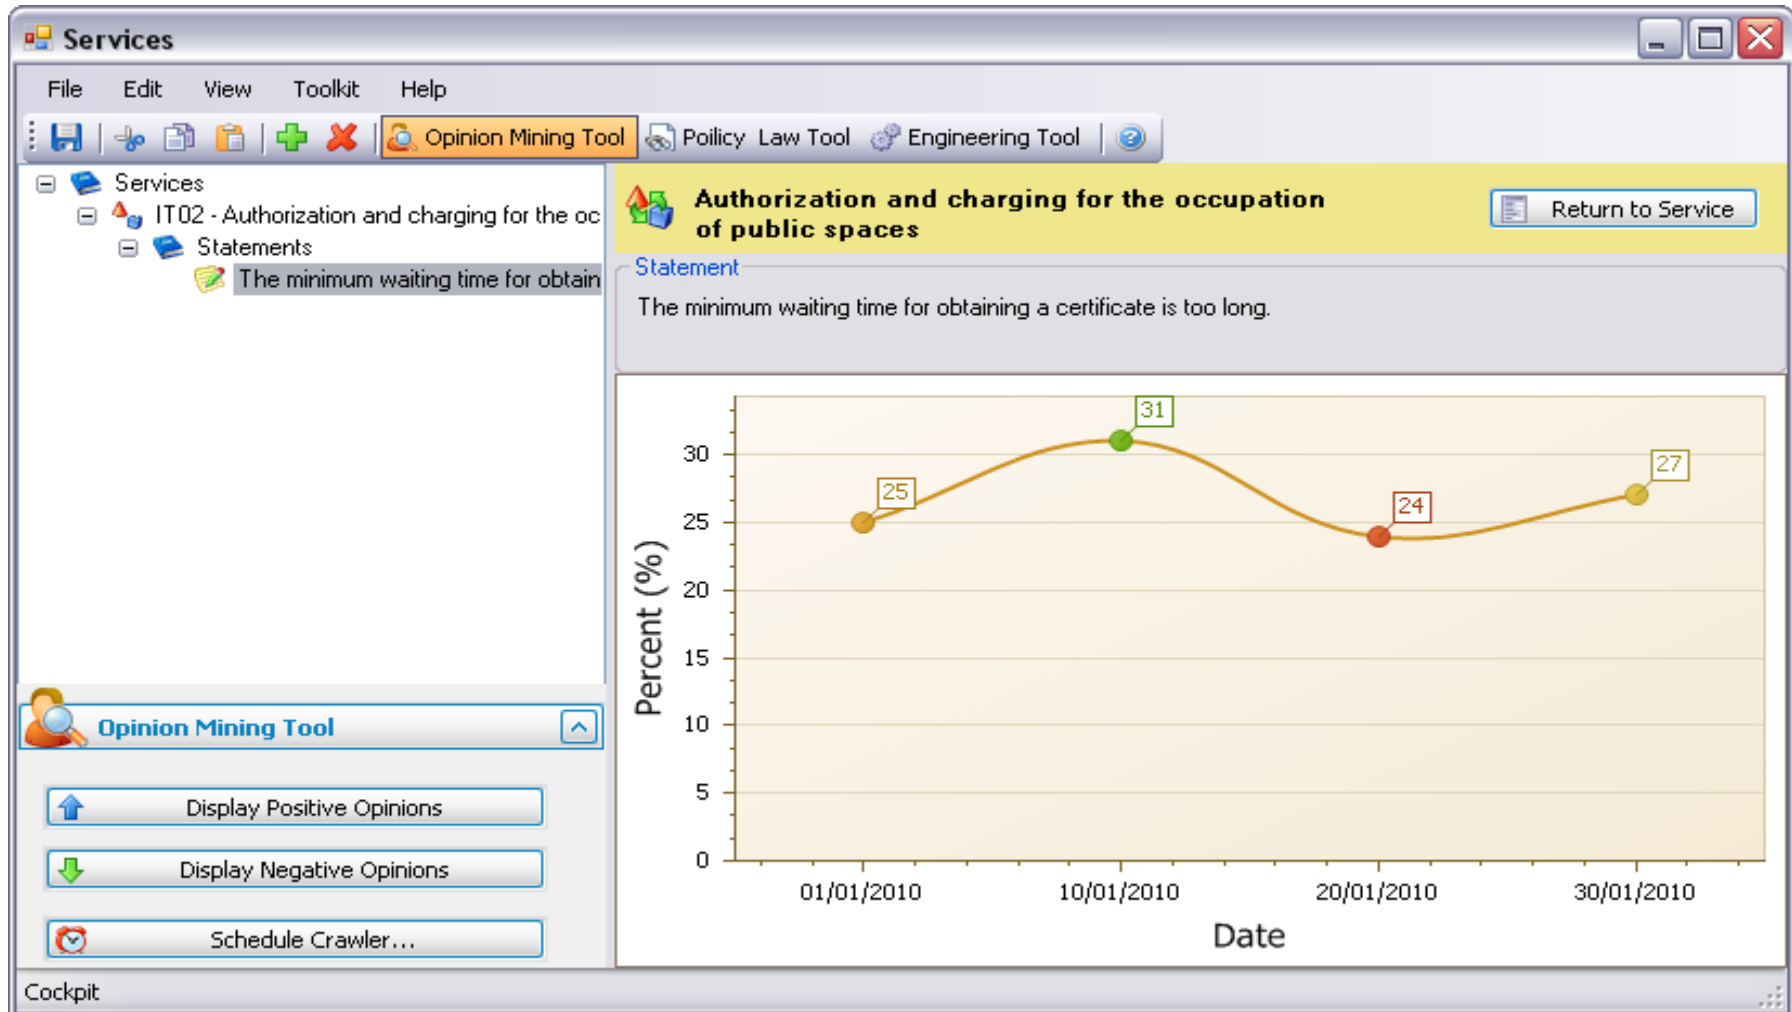 Services
File Edit View Toolkit Help
Opinion Mining Tool Poilicy Law Tool Engineering Tool
Services
IT02 - Authorization and charging for the oc
Statements
The minimum waiting time for obtain
Opinion Mining Tool
Display Positive Opinions
Display Negative Opinions
Schedule Crawler...
Authorization and charging for the occupation
of public spaces
Return to Service
Statement
The minimum waiting time for obtaining a certificate is too long.
Percent (%)
30
25
20
15
10
5
0
25
31
24
27
01/01/2010 10/01/2010 20/01/2010 30/01/2010
Date
Cockpit